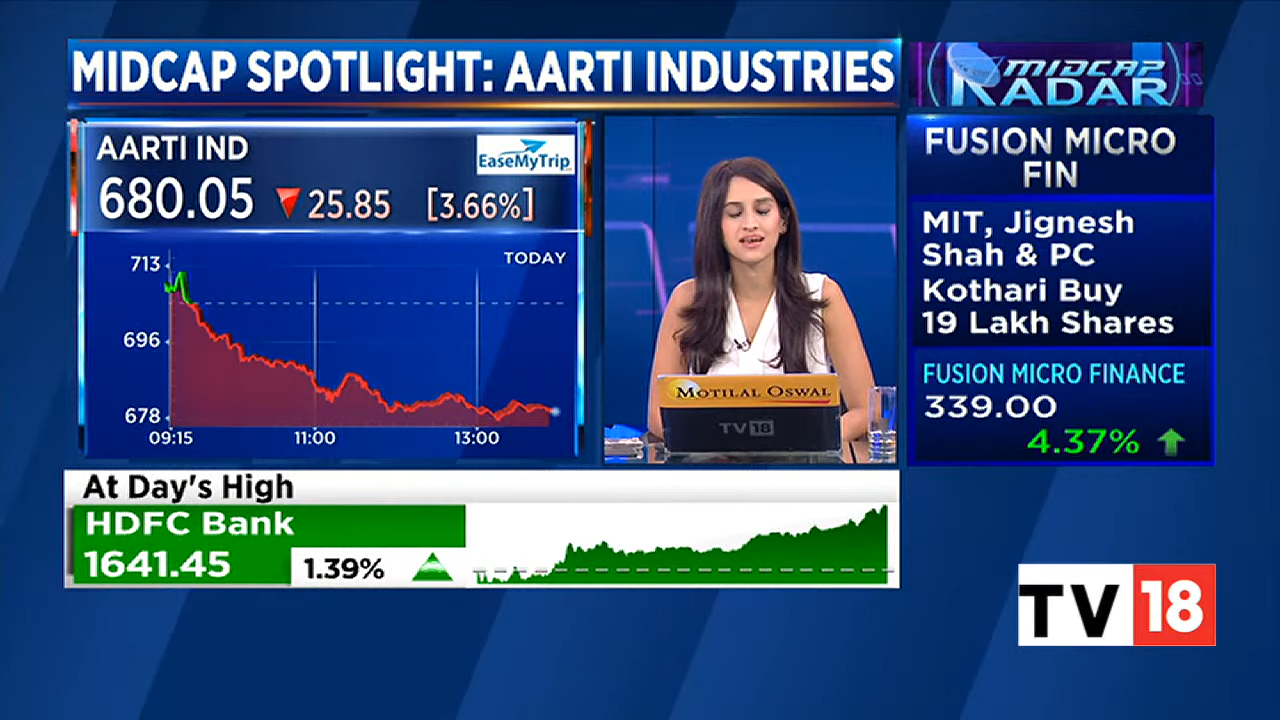 MIDCAP SPOTLIGHT: AARTI INDUSTRIES
MIDCAP
RADAR
AARTI IND
EaseMyTrip
680.05 ▼ 25.85 [3.66%]
TODAY
713
696
678
09:15 11:00 13:00
MOTILAL OSWAL
TV18
FUSION MICRO
FIN
MIT, Jignesh
Shah & PC
Kothari Buy
19 Lakh Shares
FUSION MICRO FINANCE
339.00
4.37%
At Day's High
HDFC Bank
1641.45 1.39%
TV18